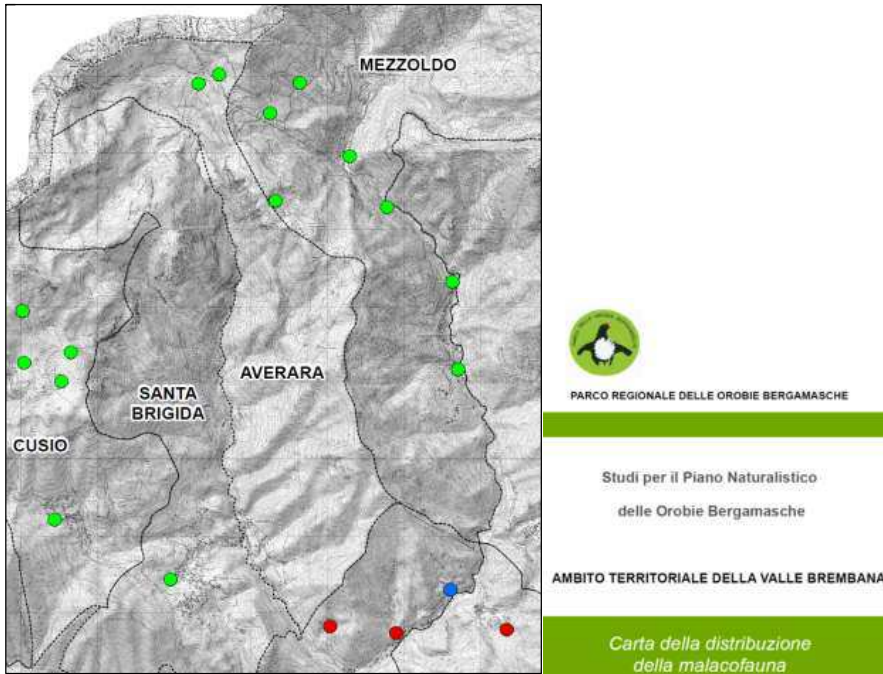 MEZZOLDO
AVERARA
SANTA
BRIGIDA
CUSIO
PARCO REGIONALE DELLE OROBIE BERGAMASCHE
Studi per il Piano Naturalistico
delle Orobie Bergamasche
AMBITO TERRITORIALE DELLA VALLE BREMBANA
Carta della distribuzione
della malacofauna